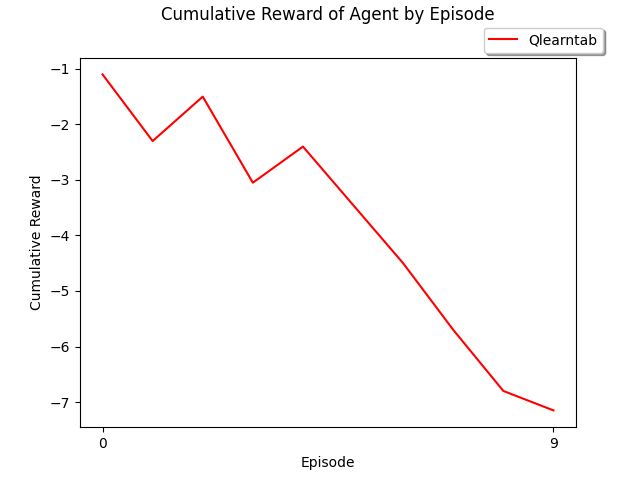 Cumulative Reward of Agent by Episode
Qlearntab
−1
−2
−3
−4
−5
−6
−7
Cumulative Reward
0
9
Episode